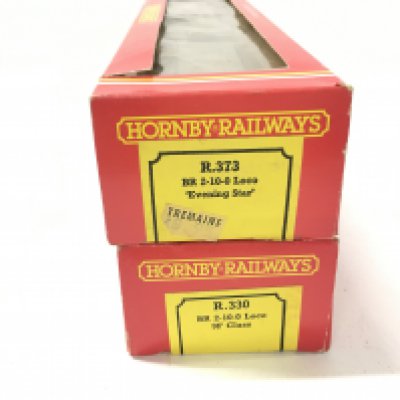 HORNBY·RAILWAYS
R.373
BR 2-10-0 Loco
'Evening Star'
TREMAINS
HORNBY·RAILWAYS
R.330
BR 2-10-0 Loco
9F Class